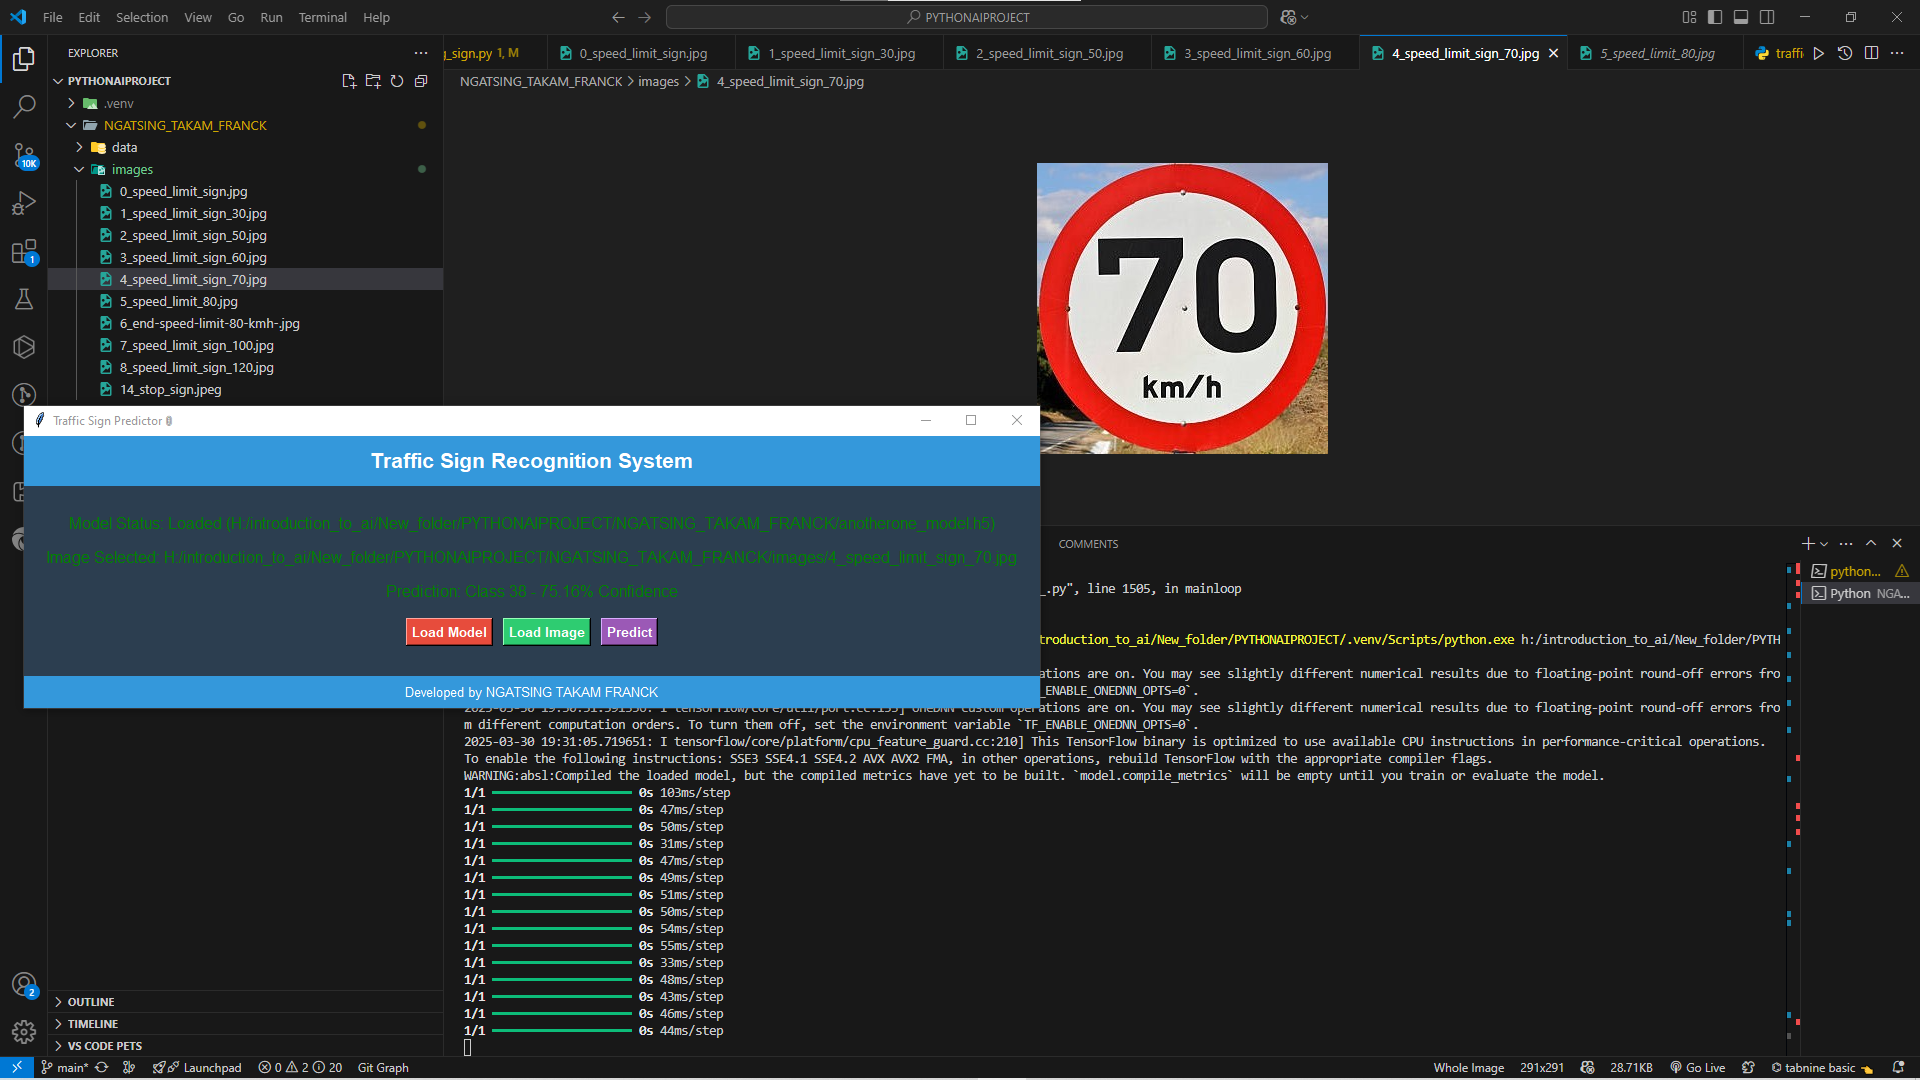 File Edit Selection View Go Run Terminal Help
PYTHONAIPROJECT
EXPLORER
PYTHONAIPROJECT
.venv
NGATSING_TAKAM_FRANCK
data
images
0_speed_limit_sign.jpg
1_speed_limit_sign_30.jpg
2_speed_limit_sign_50.jpg
3_speed_limit_sign_60.jpg
4_speed_limit_sign_70.jpg
5_speed_limit_80.jpg
6_end-speed-limit-80-kmh-.jpg
7_speed_limit_sign_100.jpg
8_speed_limit_sign_120.jpg
14_stop_sign.jpeg
10K
1
2
OUTLINE
TIMELINE
VS CODE PETS
g_sign.py 1, M
0_speed_limit_sign.jpg
1_speed_limit_sign_30.jpg
2_speed_limit_sign_50.jpg
3_speed_limit_sign_60.jpg
4_speed_limit_sign_70.jpg
5_speed_limit_80.jpg
traffi
NGATSING_TAKAM_FRANCK > images > 4_speed_limit_sign_70.jpg
70
km/h
Traffic Sign Predictor
Traffic Sign Recognition System
Model Status: Loaded (H:/introduction_to_ai/New_folder/PYTHONAIPROJECT/NGATSING_TAKAM_FRANCK/anotherone_model.h5)
Image Selected: H:/introduction_to_ai/New_folder/PYTHONAIPROJECT/NGATSING_TAKAM_FRANCK/images/4_speed_limit_sign_70.jpg
Prediction: Class 38 - 75.16% Confidence
Load Model Load Image Predict
Developed by NGATSING TAKAM FRANCK
COMMENTS
python...
Python NGA...
_.py", line 1505, in mainloop
troduction_to_ai/New_folder/PYTHONAIPROJECT/.venv/Scripts/python.exe h:/introduction_to_ai/New_folder/PYTH
ations are on. You may see slightly different numerical results due to floating-point round-off errors fro
_ENABLE_ONEDNN_OPTS=0`.
operations are on. You may see slightly different numerical results due to floating-point round-off errors fro
m different computation orders. To turn them off, set the environment variable `TF_ENABLE_ONEDNN_OPTS=0`.
2025-03-30 19:31:05.719651: I tensorflow/core/platform/cpu_feature_guard.cc:210] This TensorFlow binary is optimized to use available CPU instructions in performance-critical operations.
To enable the following instructions: SSE3 SSE4.1 SSE4.2 AVX AVX2 FMA, in other operations, rebuild TensorFlow with the appropriate compiler flags.
WARNING:absl:Compiled the loaded model, but the compiled metrics have yet to be built. `model.compile_metrics` will be empty until you train or evaluate the model.
1/1 0s 103ms/step
1/1 0s 47ms/step
1/1 0s 50ms/step
1/1 0s 31ms/step
1/1 0s 47ms/step
1/1 0s 49ms/step
1/1 0s 51ms/step
1/1 0s 50ms/step
1/1 0s 54ms/step
1/1 0s 55ms/step
1/1 0s 33ms/step
1/1 0s 48ms/step
1/1 0s 43ms/step
1/1 0s 46ms/step
1/1 0s 44ms/step
main* Launchpad 0 2 20 Git Graph
Whole Image 291x291 28.71KB Go Live tabnine basic